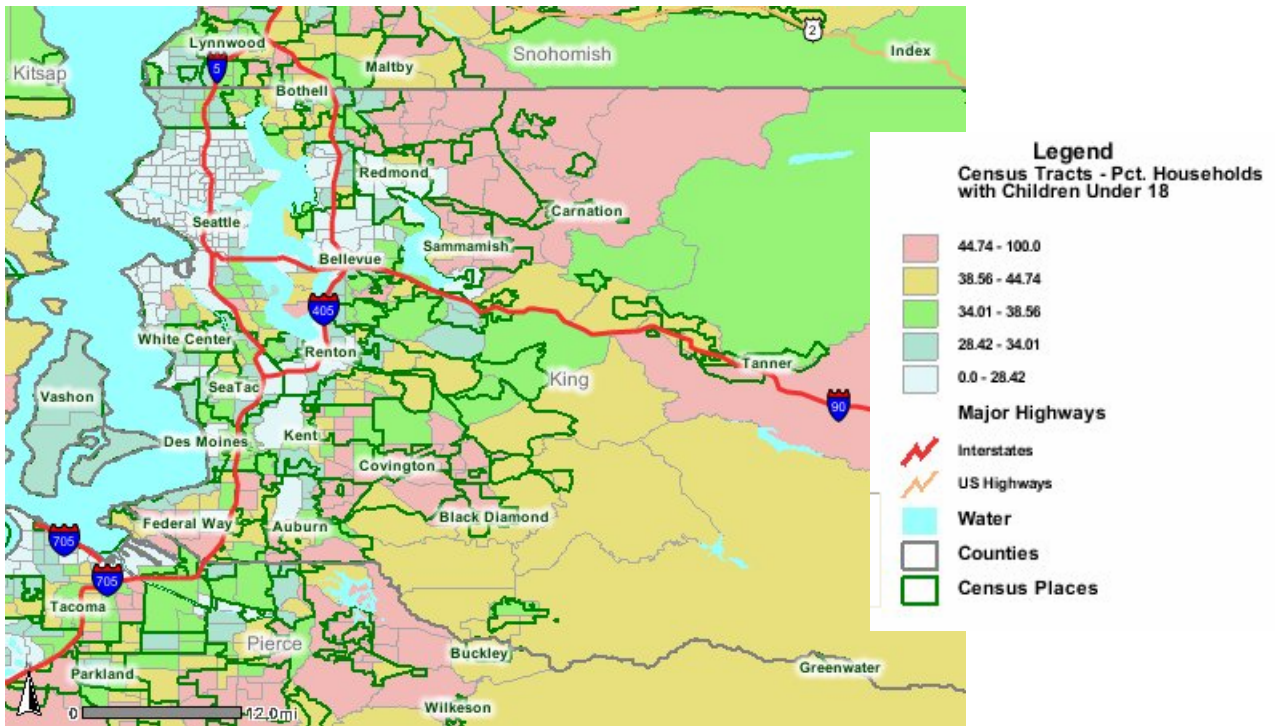 Lynnwood
2
Index
Snohomish
Kitsap
5
Maltby
Bothell
Redmond
Carnation
Seattle
Sammamish
Bellevue
405
White Center
Renton
Tanner
King
SeaTac
Vashon
90
Des Moines
Kent
Covington
Black Diamond
Federal Way
Auburn
705
705
Tacoma
Pierce
Buckley
Greenwater
Parkland
Wilkeson
0 12.0mi
Legend
Census Tracts - Pct. Households
with Children Under 18
44.74 - 100.0
38.56 - 44.74
34.01 - 38.56
28.42 - 34.01
0.0 - 28.42
Major Highways
Interstates
US Highways
Water
Counties
Census Places